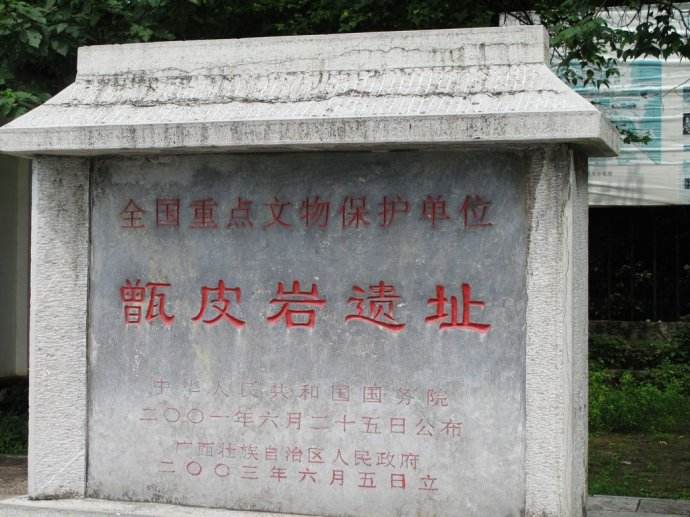 全国重点文物保护单位
甑皮岩遗址
中华人民共和国国务院
二〇〇一年六月二十五日公布
广西壮族自治区人民政府
二〇〇三年六月五日立